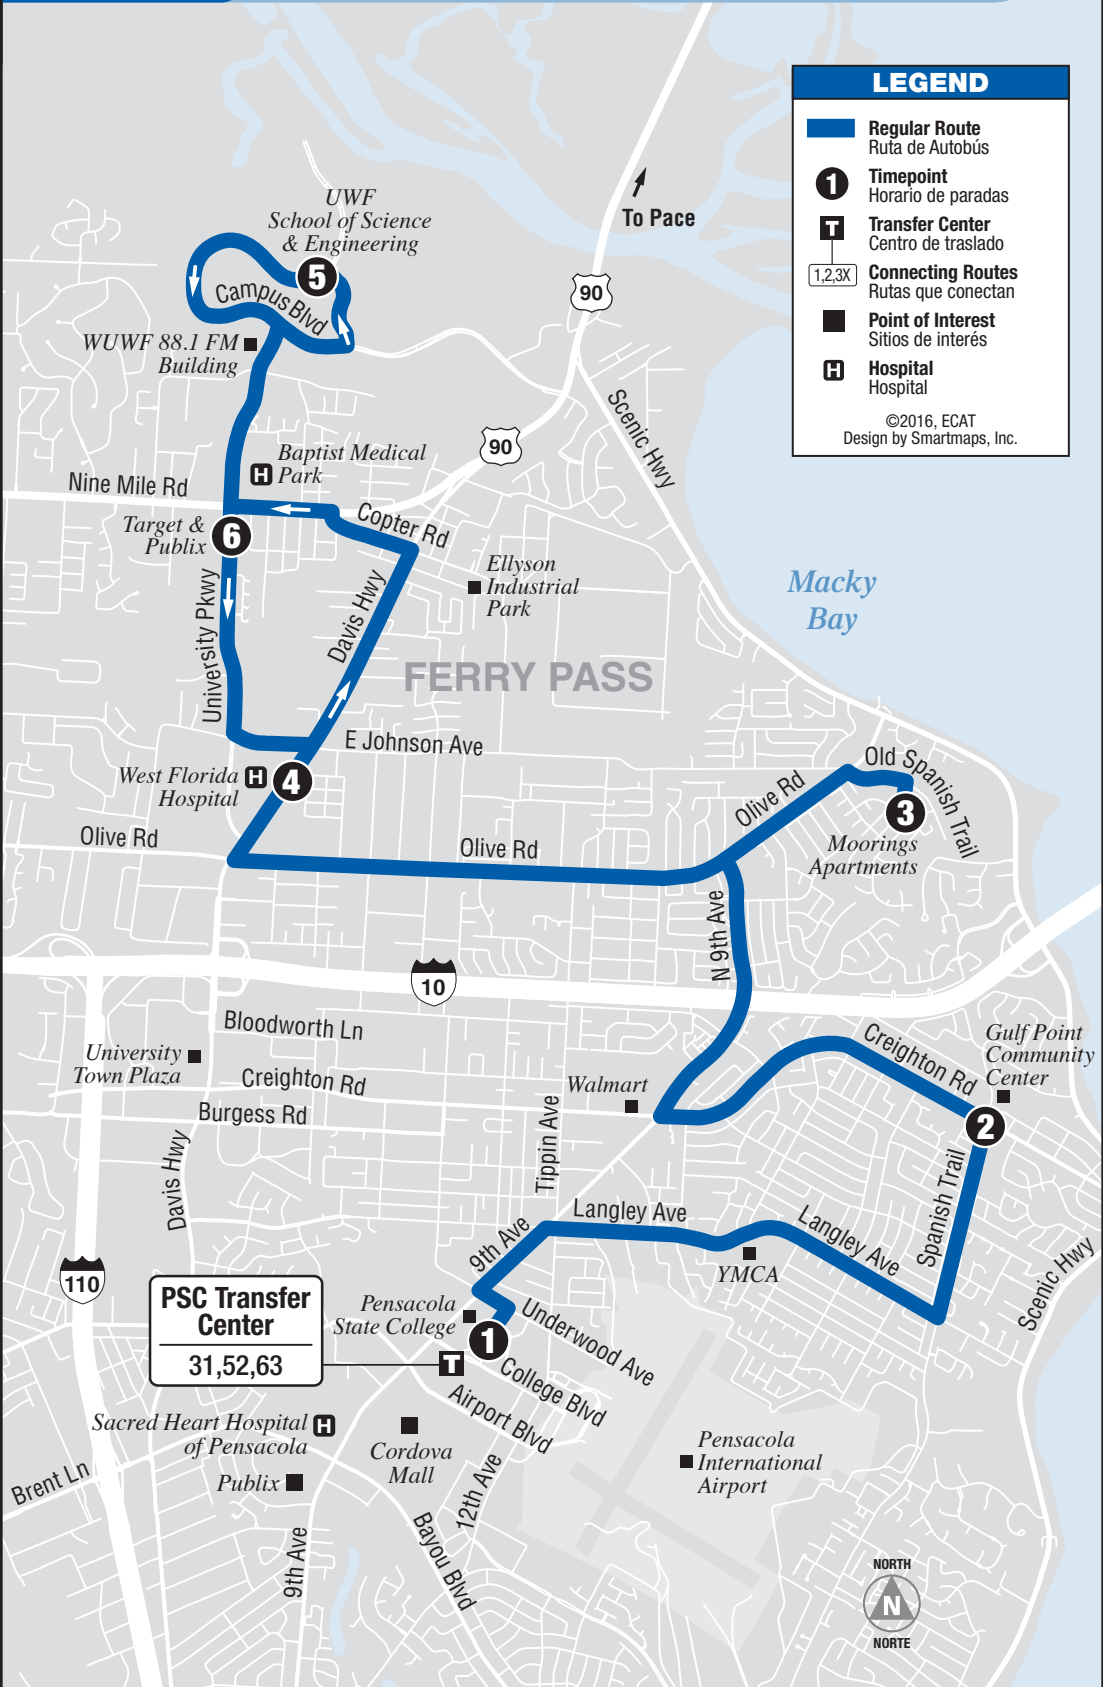 LEGEND
Regular Route
Ruta de Autobús
1
Timepoint
Horario de paradas
T
Transfer Center
Centro de traslado
1,2,3X
Connecting Routes
Rutas que conectan
Point of Interest
Sitios de interés
H
Hospital
Hospital
©2016, ECAT
Design by Smartmaps, Inc.
To Pace
UWF
School of Science
& Engineering
5
Campus Blvd
90
WUWF 88.1 FM
Building
Scenic Hwy
90
Baptist Medical
H Park
Nine Mile Rd
Copter Rd
Target &
Publix
6
Ellyson
Industrial
Park
University Pkwy
Davis Hwy
Macky
Bay
FERRY PASS
E Johnson Ave
West Florida H
Hospital
4
Old Spanish Trail
Olive Rd
3
Moorings
Apartments
Olive Rd
Olive Rd
N 9th Ave
10
Bloodworth Ln
University
Town Plaza
Creighton Rd
Burgess Rd
Walmart
Tippin Ave
Creighton Rd
Gulf Point
Community
Center
2
Davis Hwy
Spanish Trail
Langley Ave
Langley Ave
9th Ave
YMCA
Scenic Hwy
110
PSC Transfer
Center
31,52,63
Pensacola
State College
1
Underwood Ave
T
College Blvd
Airport Blvd
Sacred Heart Hospital H
of Pensacola
Cordova
Mall
Publix
Pensacola
International
Airport
Brent Ln
12th Ave
9th Ave
Bayou Blvd
NORTH
N
NORTE